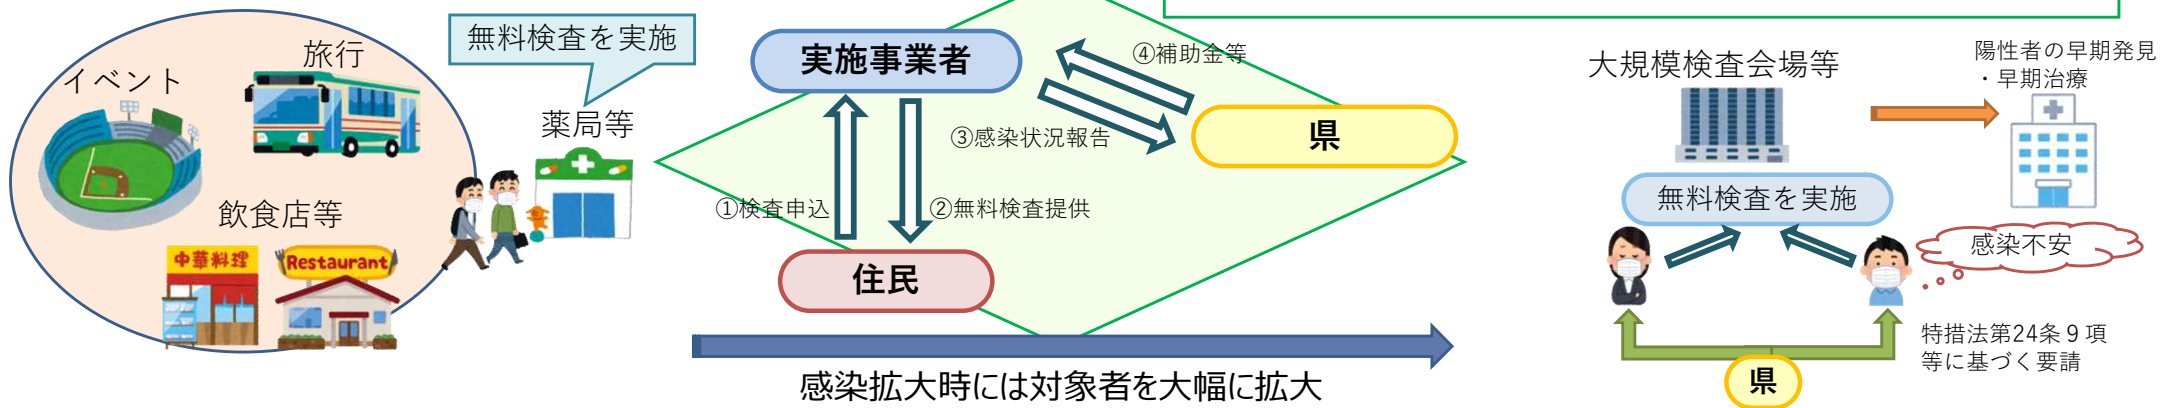 イベント
旅行
飲食店等
中華料理
Restaurant
無料検査を実施
薬局等
実施事業者
④補助金等
③感染状況報告
県
①検査申込
②無料検査提供
住民
感染拡大時には対象者を大幅に拡大
大規模検査会場等
陽性者の早期発見
・早期治療
無料検査を実施
感染不安
特措法第24条９項
等に基づく要請
県